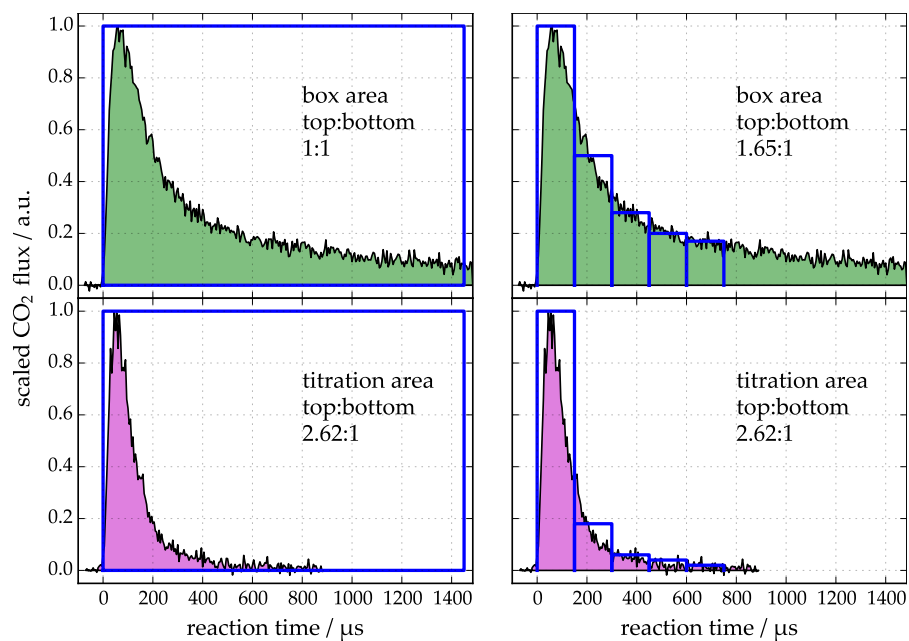 1.0
0.8
0.6
0.4
0.2
0.0
box area
top:bottom
1:1
box area
top:bottom
1.65:1
scaled CO₂ flux / a.u.
1.0
0.8
0.6
0.4
0.2
0.0
titration area
top:bottom
2.62:1
titration area
top:bottom
2.62:1
0 200 400 600 800 1000 1200 1400
0 200 400 600 800 1000 1200 1400
reaction time / μs
reaction time / μs